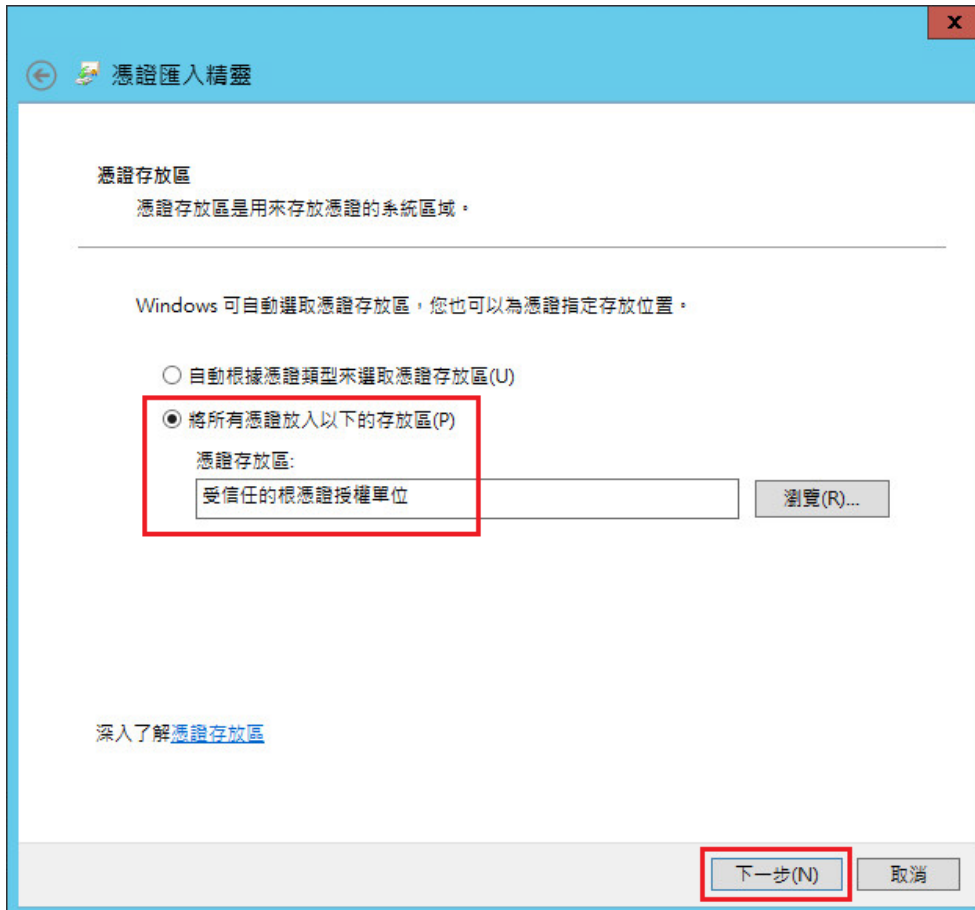 X
憑證匯入精靈
憑證存放區
憑證存放區是用來存放憑證的系統區域。
Windows 可自動選取憑證存放區，您也可以為憑證指定存放位置。
自動根據憑證類型來選取憑證存放區(U)
將所有憑證放入以下的存放區(P)
憑證存放區:
受信任的根憑證授權單位
瀏覽(R)...
深入了解憑證存放區
下一步(N)
取消